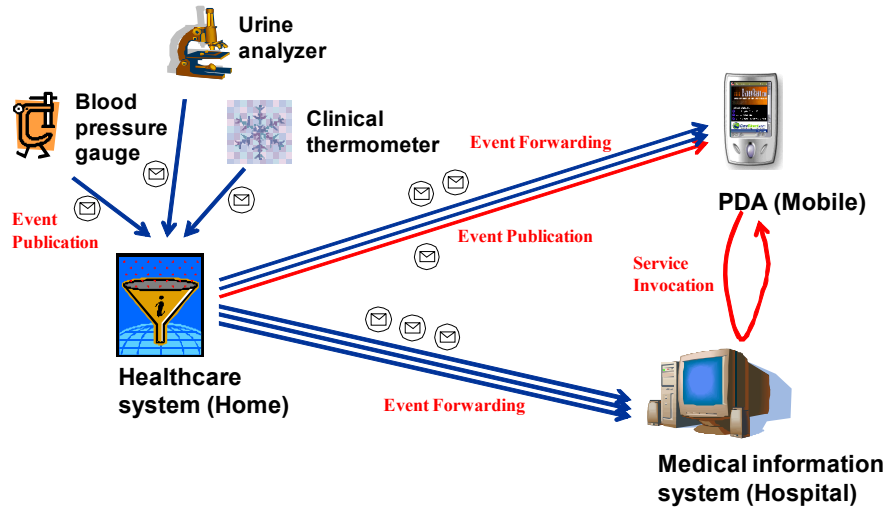 Urine
analyzer
Blood
pressure
gauge
Clinical
thermometer
Event Forwarding
PDA (Mobile)
Event
Publication
Event Publication
Service
Invocation
i
Healthcare
system (Home)
Event Forwarding
Medical information
system (Hospital)